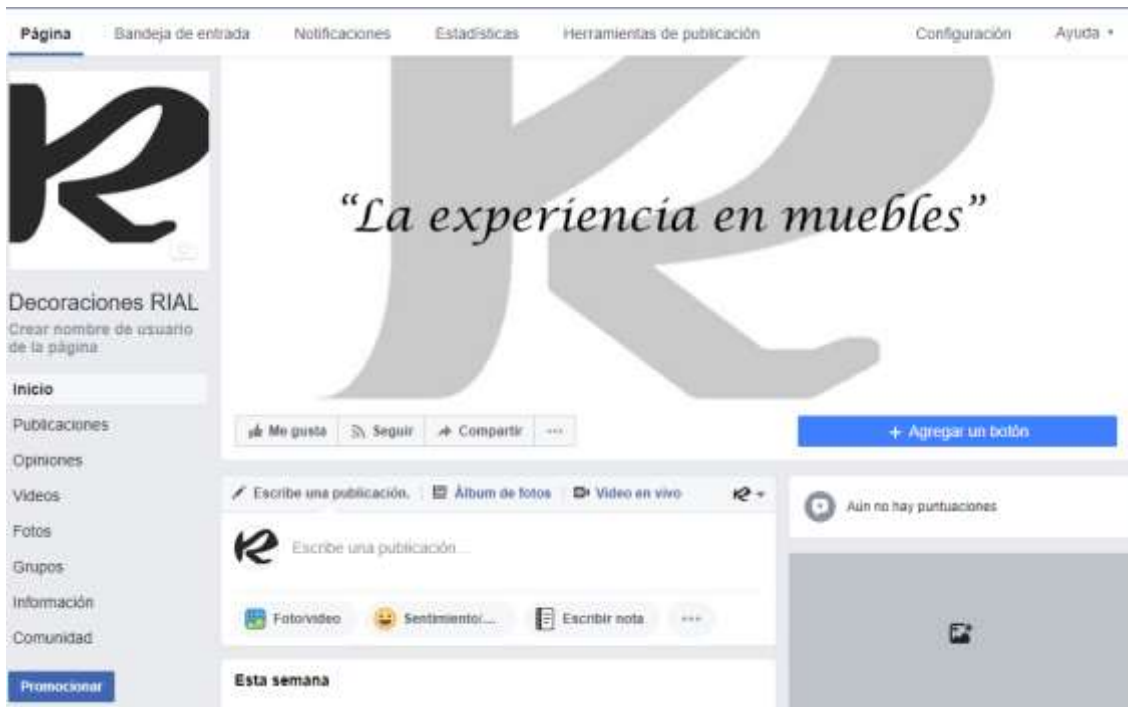 Página Bandeja de entrada Notificaciones Estadísticas Herramientas de publicación Configuración Ayuda
“La experiencia en muebles”
Decoraciones RIAL
Crear nombre de usuario
de la página
Inicio
Publicaciones
Opiniones
Videos
Fotos
Grupos
Información
Comunidad
Promocionar
Me gusta Seguir Compartir ...
+ Agregar un botón
Escribe una publicación. Álbum de fotos Video en vivo
Escribe una publicación...
Foto/video Sentimiento/... Escribir nota ...
Esta semana
Aún no hay puntuaciones